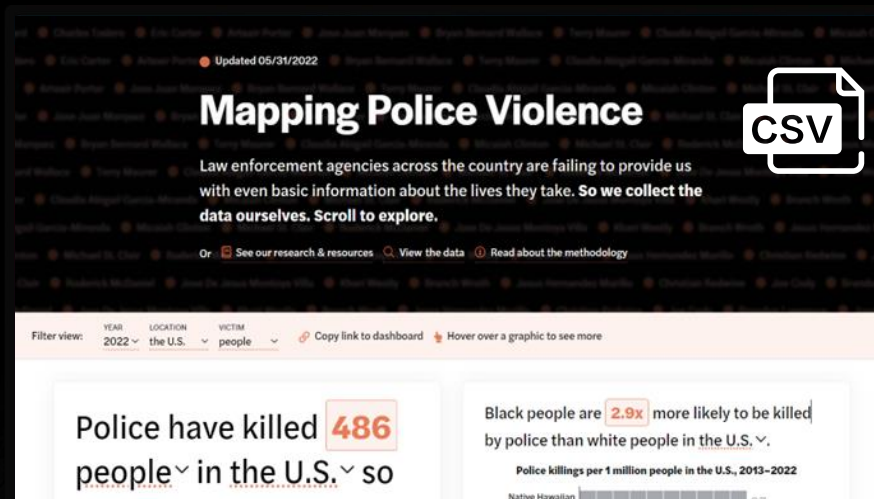 Updated 05/31/2022
Mapping Police Violence
CSV
Law enforcement agencies across the country are failing to provide us
with even basic information about the lives they take. So we collect the
data ourselves. Scroll to explore.
Or See our research & resources View the data Read about the methodology
Filter view:
YEAR
2022
LOCATION
the U.S.
VICTIM
people
Copy link to dashboard
Hover over a graphic to see more
Police have killed 486
people in the U.S. so
Black people are 2.9x more likely to be killed
by police than white people in the U.S.
Police killings per 1 million people in the U.S., 2013–2022
Native Hawaiian